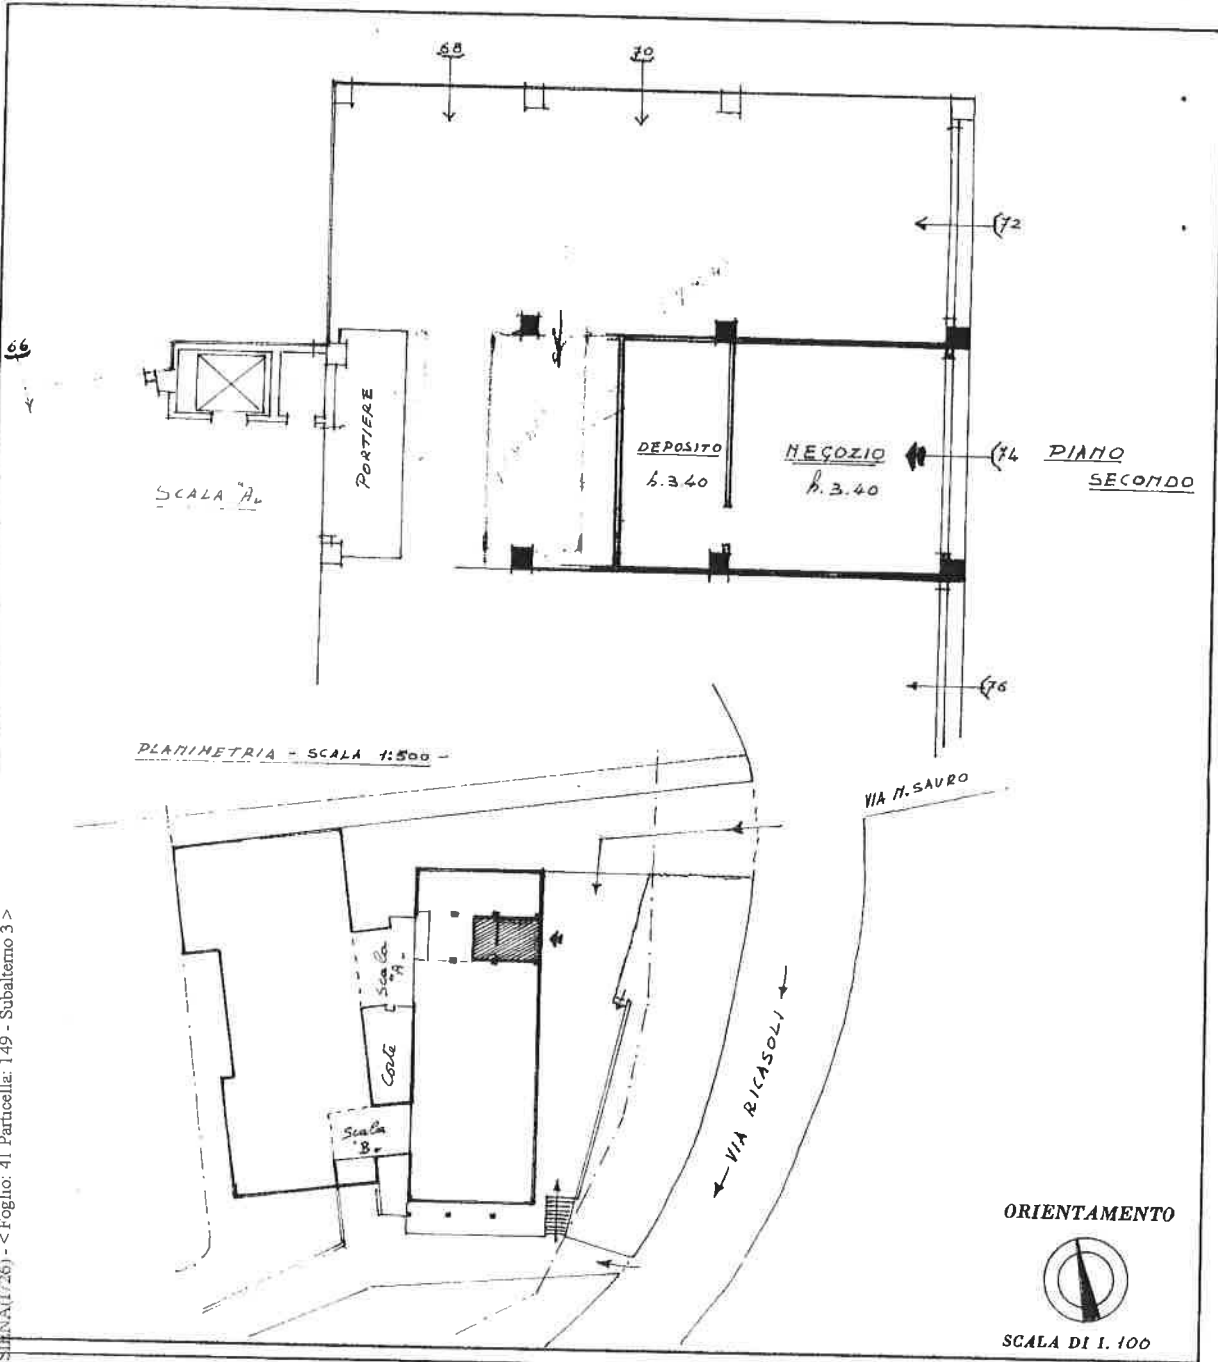 68
70
72
66
PORTIERE
SCALA "A"
DEPOSITO
h.3.40
NEGOZIO
h.3.40
74
PIANO
SECONDO
76
PLANIMETRIA - SCALA 1:500 -
VIA N. SAURO
Scala
"A"
Corte
Scala
"B"
VIA RICASOLI
ORIENTAMENTO
SCALA DI 1. 100
SIENA(I726) - < Foglio: 41 Particella: 149 - Subalterno 3 >